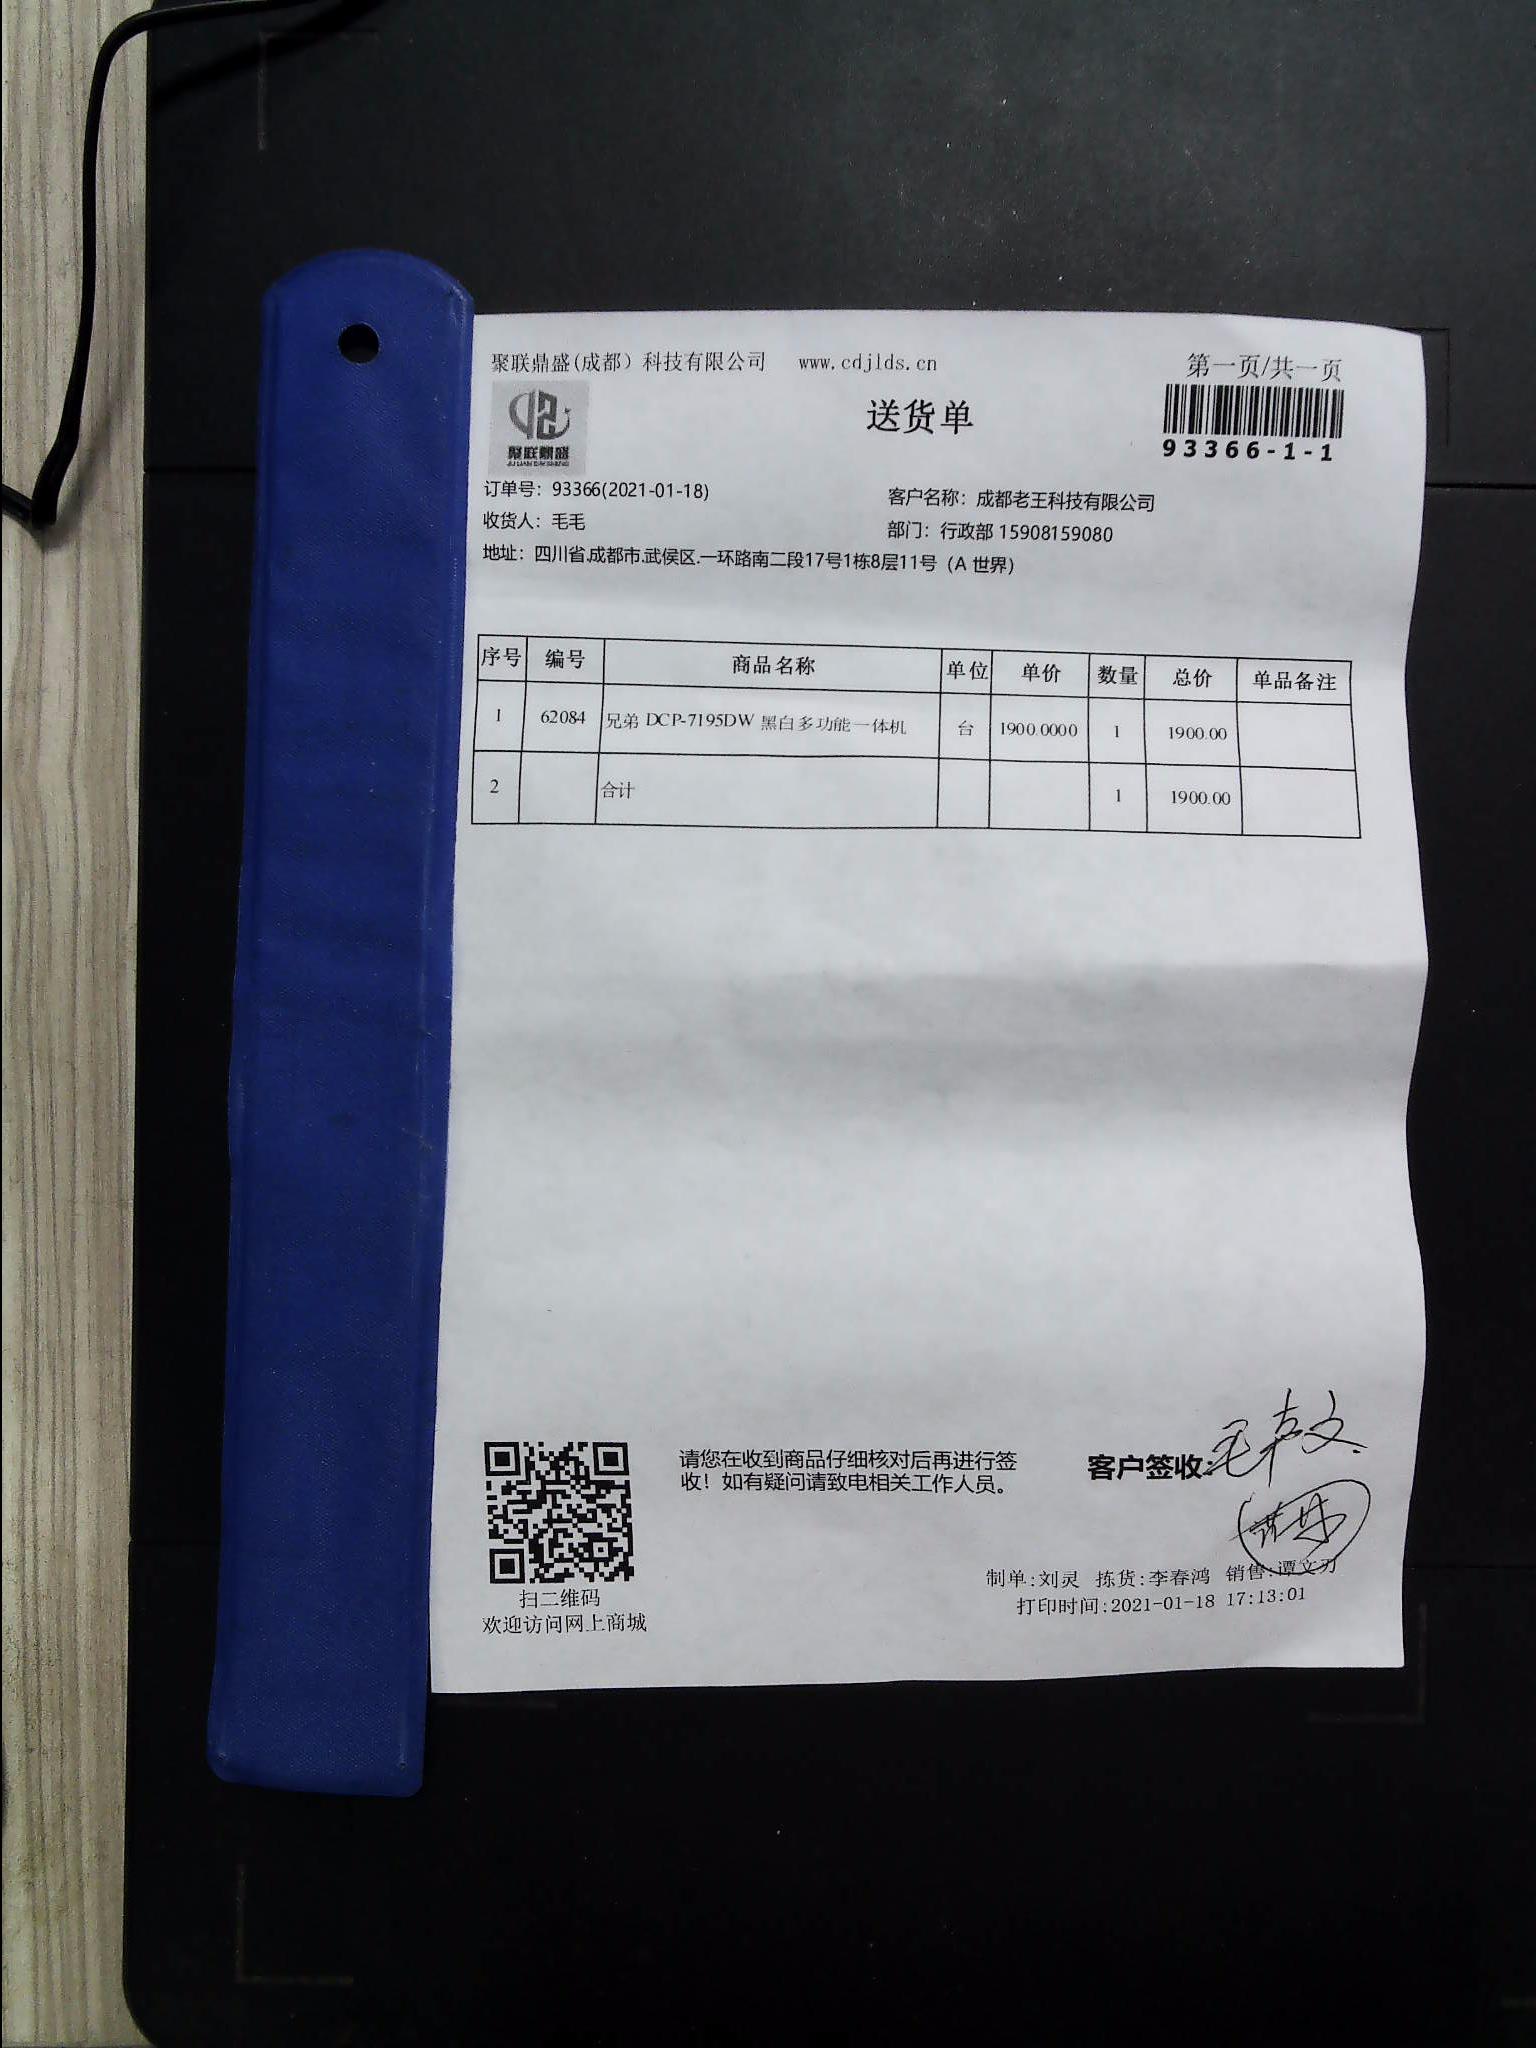 聚联鼎盛(成都)科技有限公司 www.cdjlds.cn
第一页/共一页
聚联鼎盛
送货单
93366-1-1
订单号：93366(2021-01-18)
客户名称：成都老王科技有限公司
收货人：毛毛
部门：行政部 15908159080
地址：四川省.成都市.武侯区.一环路南二段17号1栋8层11号（A 世界）
序号 编号 商品名称 单位 单价 数量 总价 单品备注
1 62084 兄弟 DCP-7195DW 黑白多功能一体机 台 1900.0000 1 1900.00
2 合计 1 1900.00
请您在收到商品仔细核对后再进行签
收！如有疑问请致电相关工作人员。
客户签收:
制单:刘灵 拣货:李春鸿 销售:谭文刃
打印时间:2021-01-18 17:13:01
扫二维码
欢迎访问网上商城